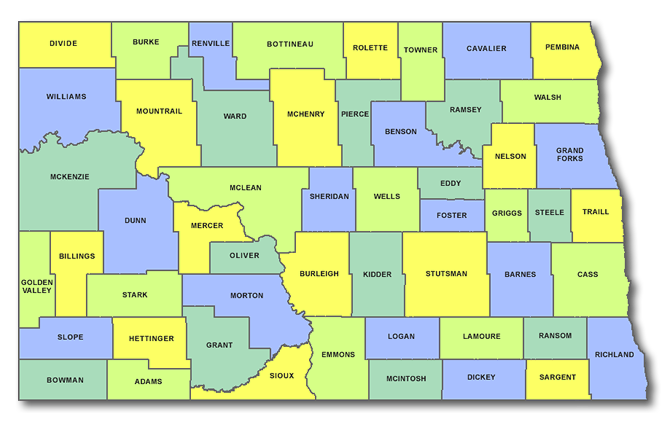 DIVIDE
BURKE
RENVILLE
BOTTINEAU
ROLETTE
TOWNER
CAVALIER
PEMBINA
WILLIAMS
MOUNTRAIL
WARD
MCHENRY
PIERCE
BENSON
RAMSEY
WALSH
NELSON
GRAND
FORKS
MCKENZIE
DUNN
MCLEAN
MERCER
SHERIDAN
WELLS
EDDY
FOSTER
GRIGGS
STEELE
TRAILL
GOLDEN
VALLEY
BILLINGS
STARK
OLIVER
MORTON
BURLEIGH
KIDDER
STUTSMAN
BARNES
CASS
SLOPE
HETTINGER
GRANT
EMMONS
LOGAN
LAMOURE
RANSOM
RICHLAND
BOWMAN
ADAMS
SIOUX
MCINTOSH
DICKEY
SARGENT